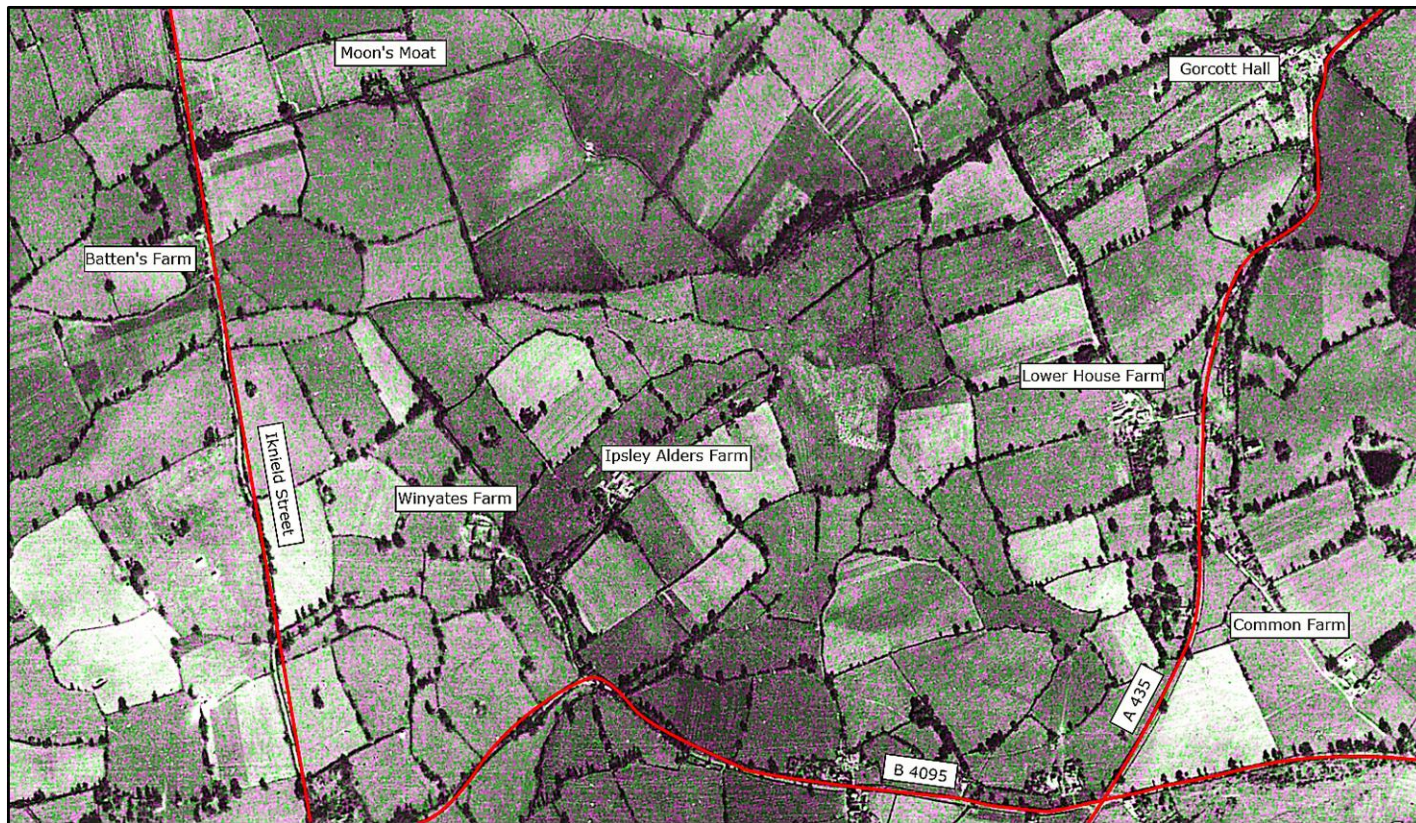 Moon's Moat
Gorcott Hall
Batten's Farm
Lower House Farm
Iknield Street
Ipsley Alders Farm
Winyates Farm
Common Farm
A 435
B 4095